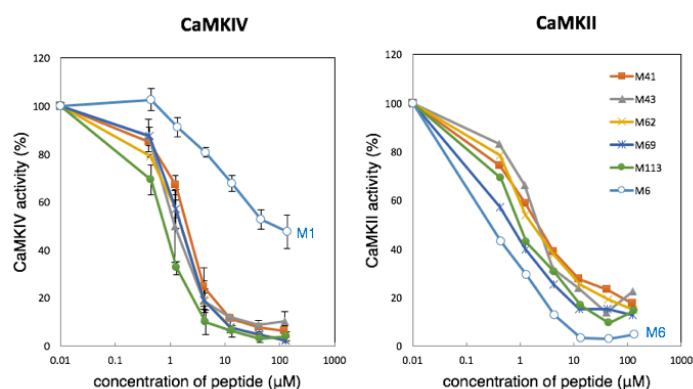 CaMKIV
CaMKIV activity (%)
120
100
80
60
40
20
0
0.01
0.1
1
10
100
1000
concentration of peptide (μM)
M1
CaMKII
CaMKII activity (%)
120
100
80
60
40
20
0
0.01
0.1
1
10
100
1000
concentration of peptide (μM)
M41
M43
M62
M69
M113
M6
M6